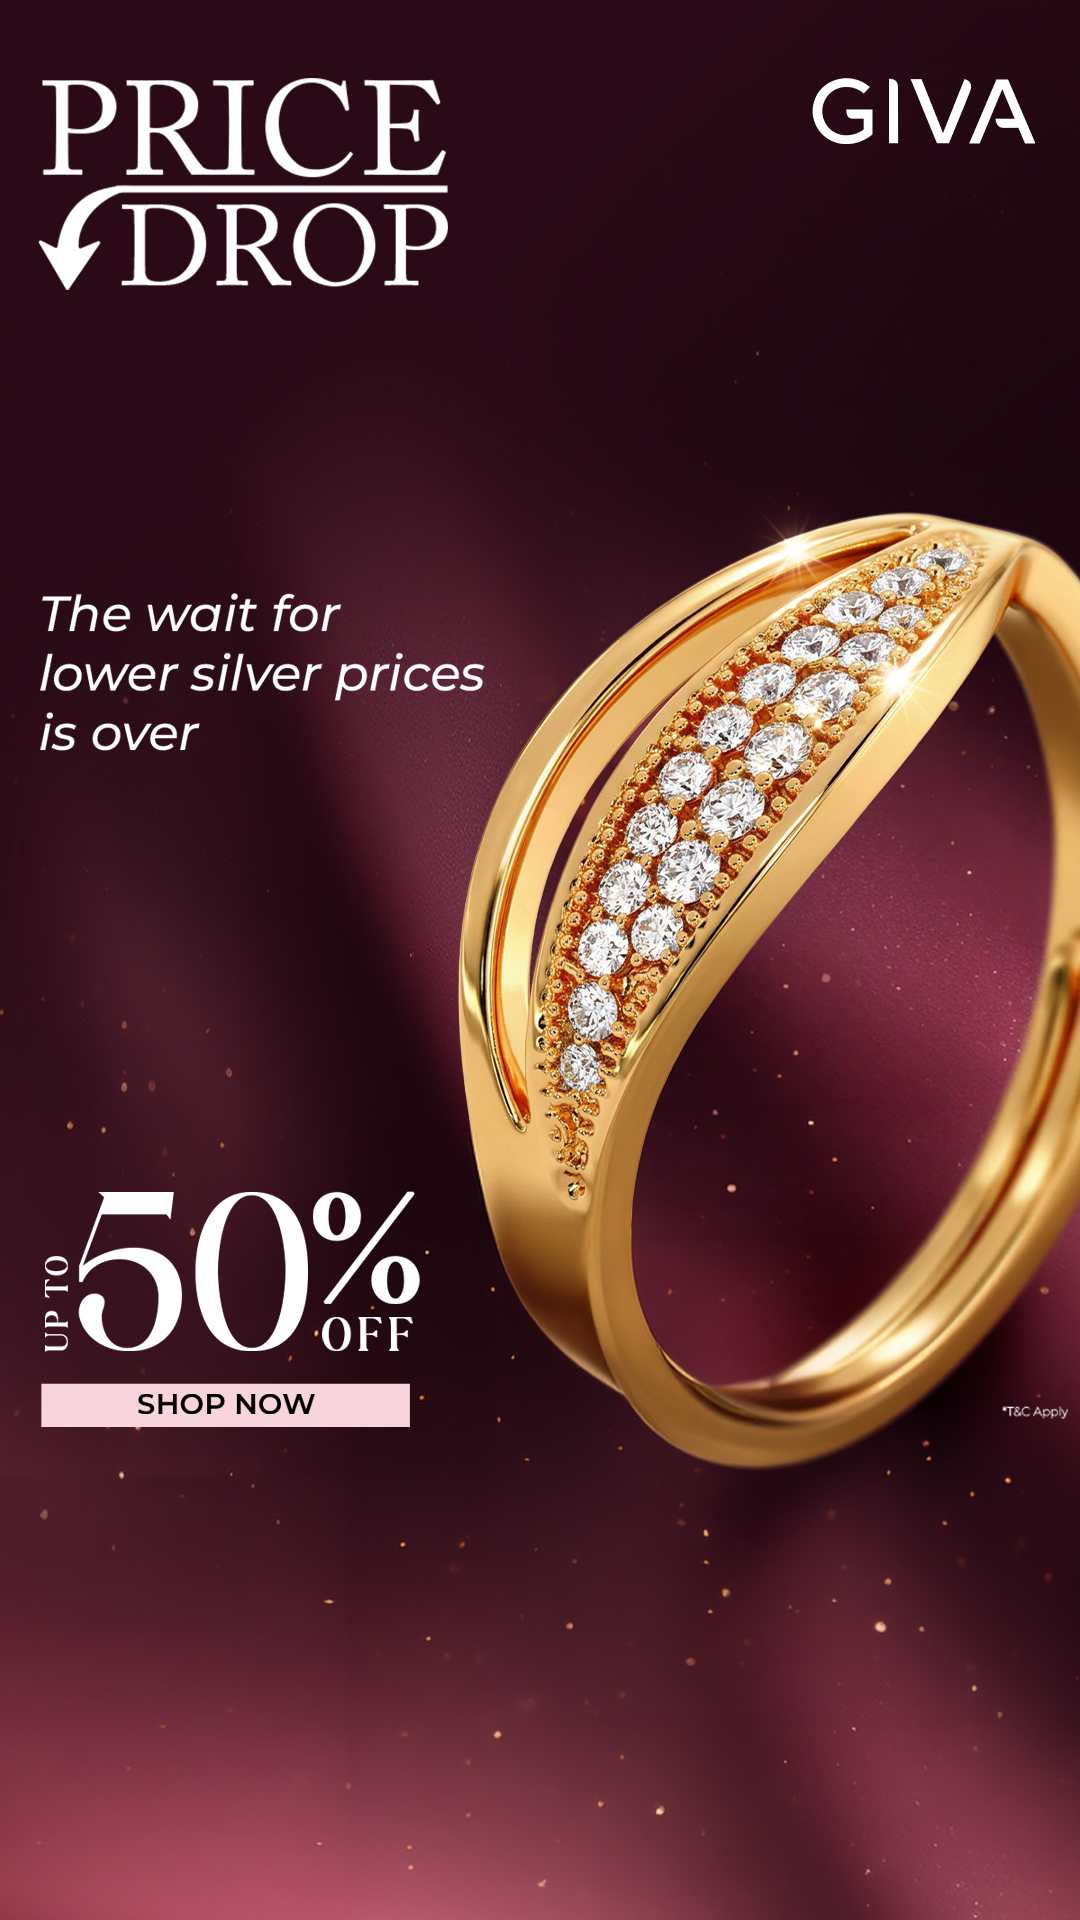 PRICE
DROP
GIVA
The wait for
lower silver prices
is over
UP TO
50%
OFF
SHOP NOW
*T&C Apply